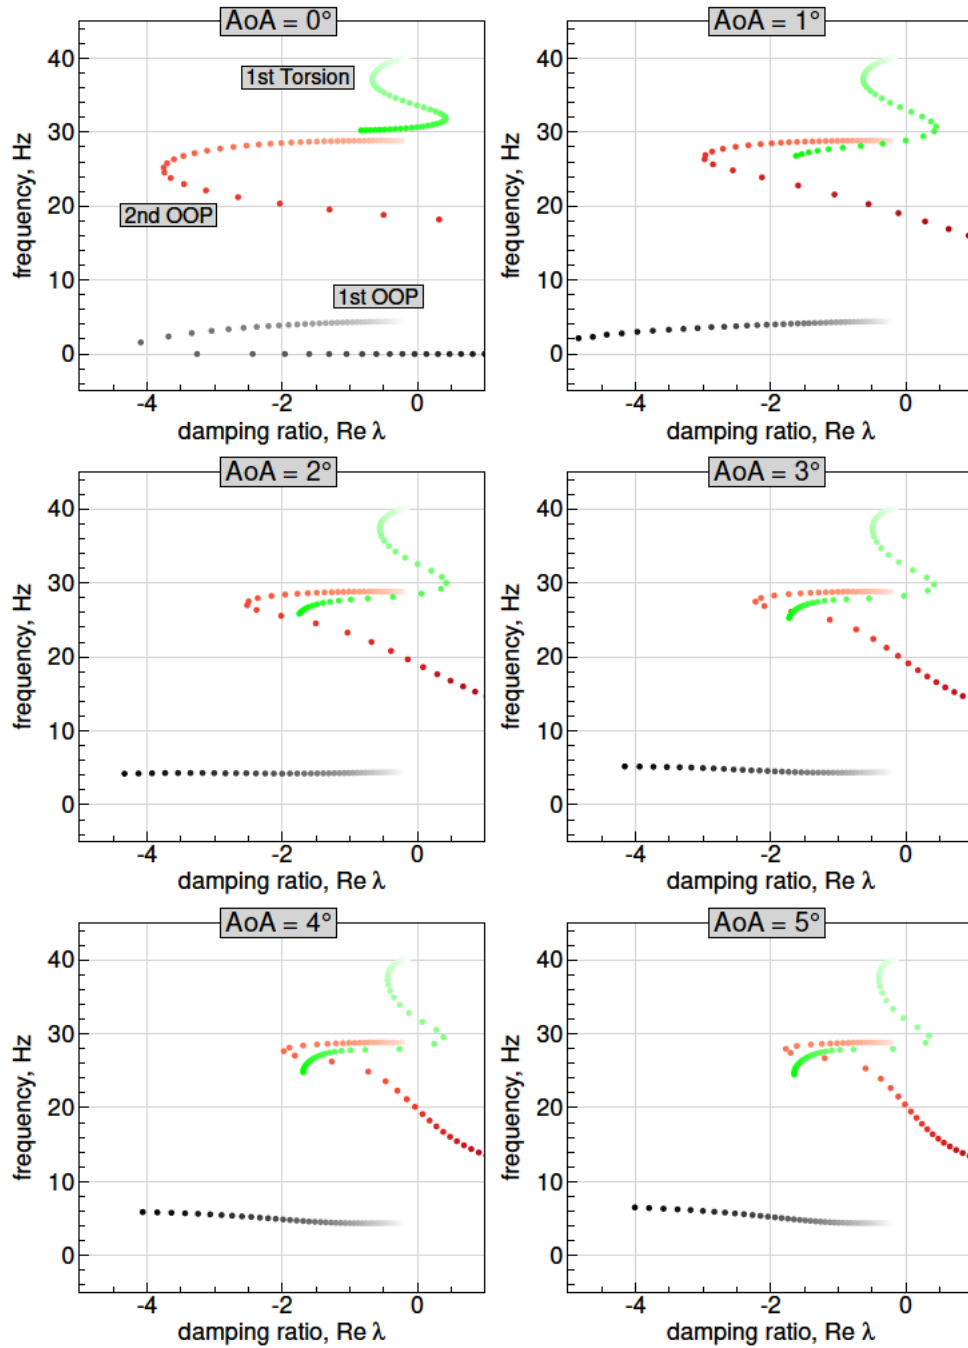 AoA = 0°
40
30
20
10
0
frequency, Hz
1st Torsion
2nd OOP
1st OOP
-4
-2
0
damping ratio, Re λ
AoA = 1°
40
30
20
10
0
frequency, Hz
-4
-2
0
damping ratio, Re λ
AoA = 2°
40
30
20
10
0
frequency, Hz
-4
-2
0
damping ratio, Re λ
AoA = 3°
40
30
20
10
0
frequency, Hz
-4
-2
0
damping ratio, Re λ
AoA = 4°
40
30
20
10
0
frequency, Hz
-4
-2
0
damping ratio, Re λ
AoA = 5°
40
30
20
10
0
frequency, Hz
-4
-2
0
damping ratio, Re λ